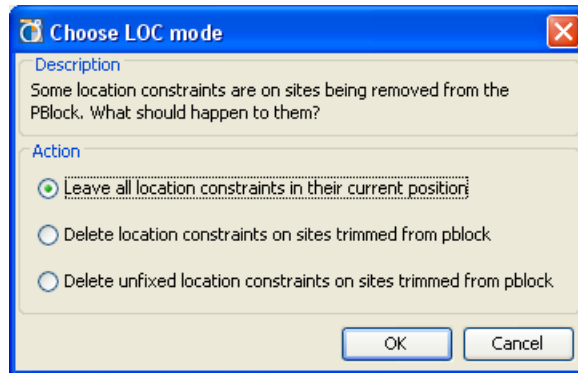 Choose LOC mode
Description
Some location constraints are on sites being removed from the
PBlock. What should happen to them?
Action
Leave all location constraints in their current position
Delete location constraints on sites trimmed from pblock
Delete unfixed location constraints on sites trimmed from pblock
OK Cancel